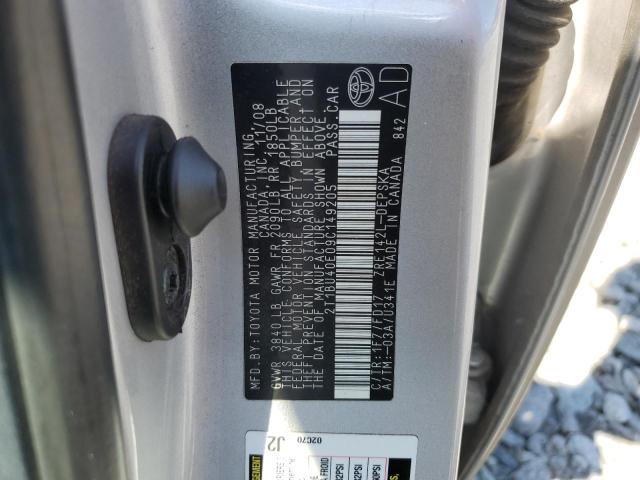 MFD.BY:TOYOTA MOTOR MANUFACTURING
CANADA,INC. 11/08
GVWR 3840 LB GAWR FR 2090LB RR 1850LB
THIS VEHICLE CONFORMS TO ALL APPLICABLE
FEDERAL MOTOR VEHICLE SAFETY, BUMPER, AND
THEFT PREVENTION STANDARDS IN EFFECT ON
THE DATE OF MANUFACTURE SHOWN ABOVE.
2T1BU40E09C149205 PASS.CAR
C/TR:1F7/FD17 ZRE142L-DEPSKA
A/TM:-03A/U341E MADE IN CANADA 842
AD
02C70
J2